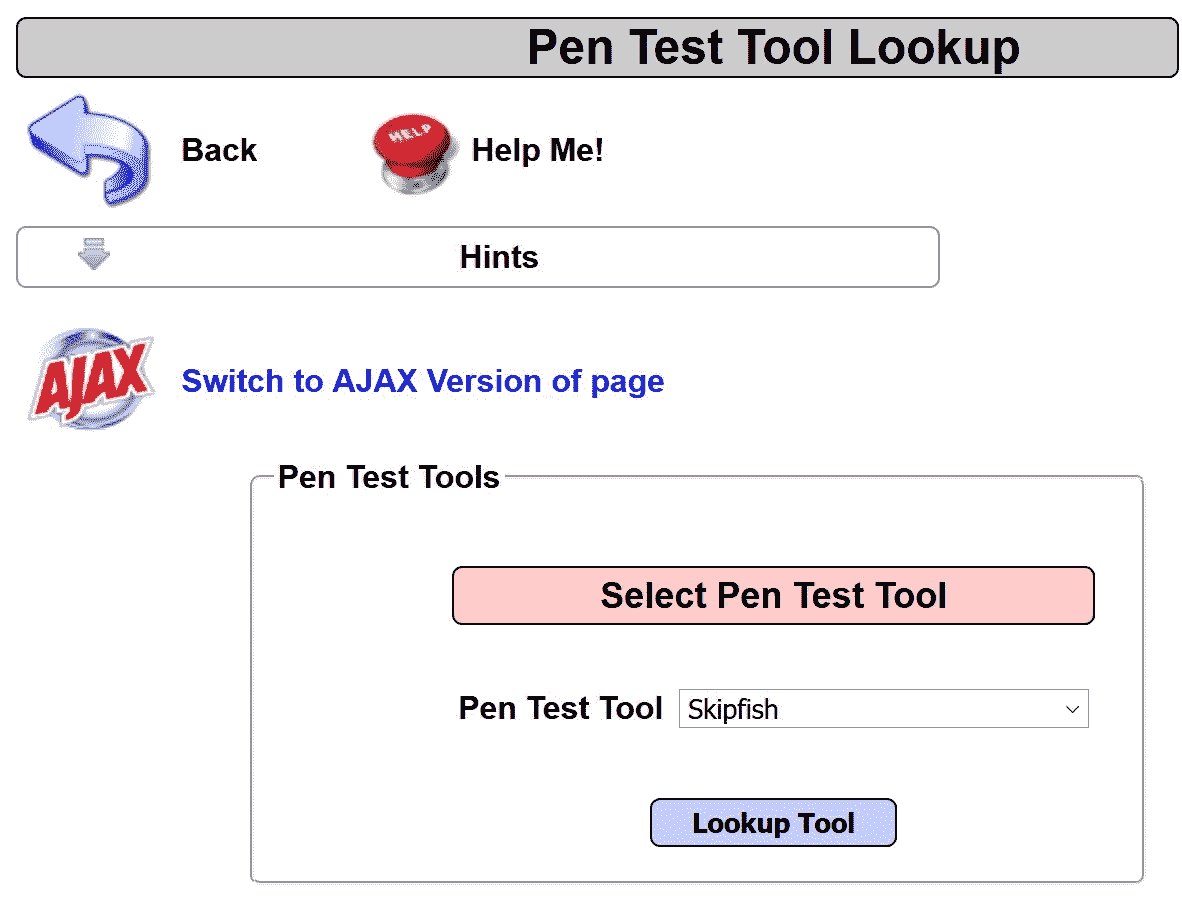 Pen Test Tool Lookup
Back
HELP
Help Me!
Hints
AJAX
Switch to AJAX Version of page
Pen Test Tools
Select Pen Test Tool
Pen Test Tool
Skipfish
Lookup Tool